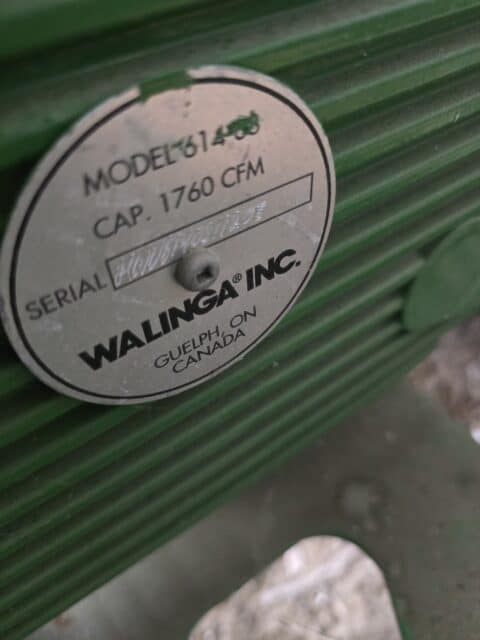 MODEL 614-
CAP. 1760 CFM
SERIAL
WALINGA® INC.
GUELPH, ON
CANADA